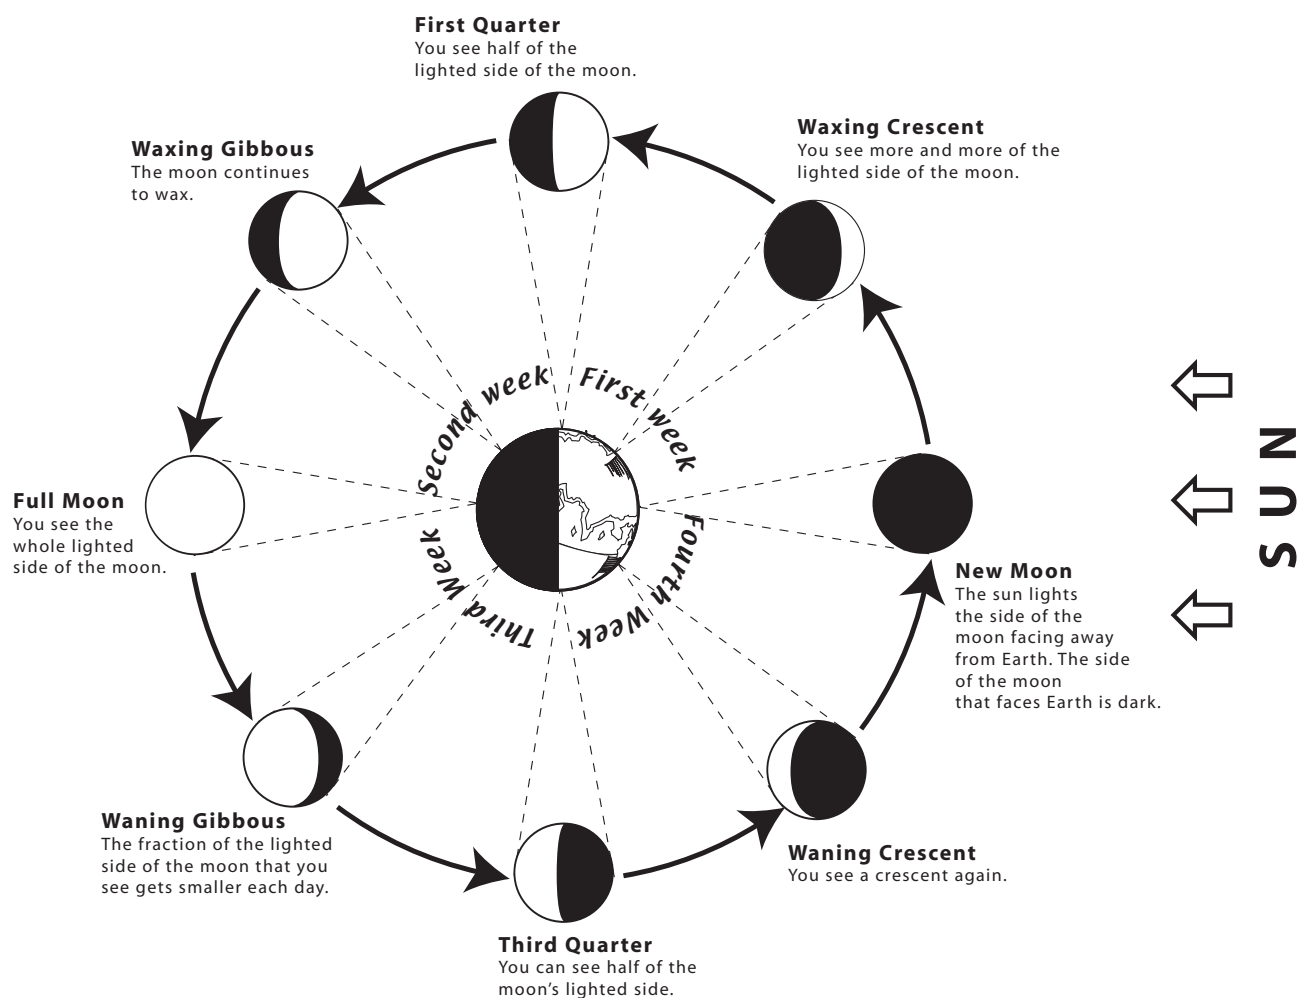 First Quarter
You see half of the
lighted side of the moon.
Waxing Crescent
You see more and more of the
lighted side of the moon.
Waxing Gibbous
The moon continues
to wax.
Second week
First week
SUN
Full Moon
You see the
whole lighted
side of the moon.
Third Week
Fourth Week
New Moon
The sun lights
the side of the
moon facing away
from Earth. The side
of the moon
that faces Earth is dark.
Waning Gibbous
The fraction of the lighted
side of the moon that you
see gets smaller each day.
Waning Crescent
You see a crescent again.
Third Quarter
You can see half of the
moon's lighted side.